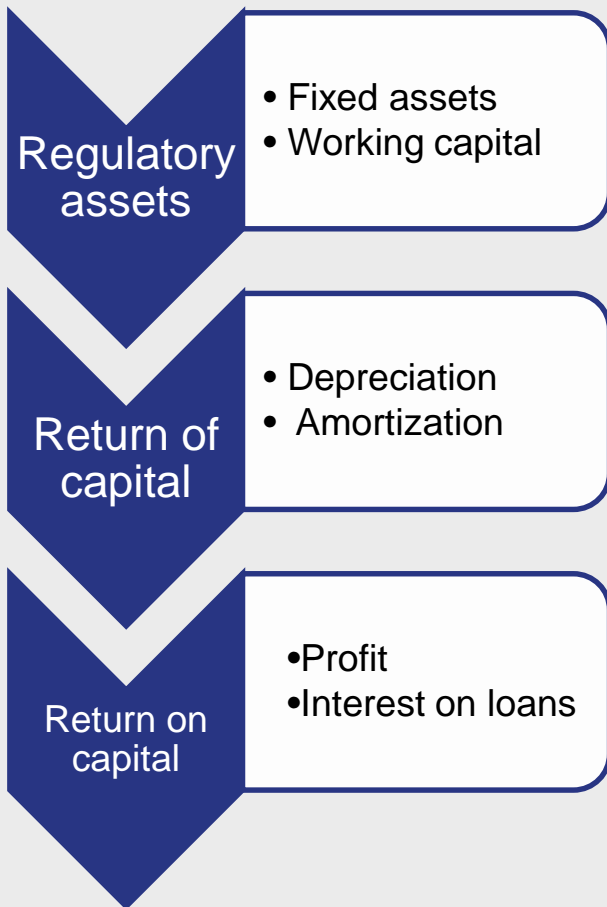 Regulatory
assets
• Fixed assets
• Working capital
Return of
capital
• Depreciation
• Amortization
Return on
capital
•Profit
•Interest on loans